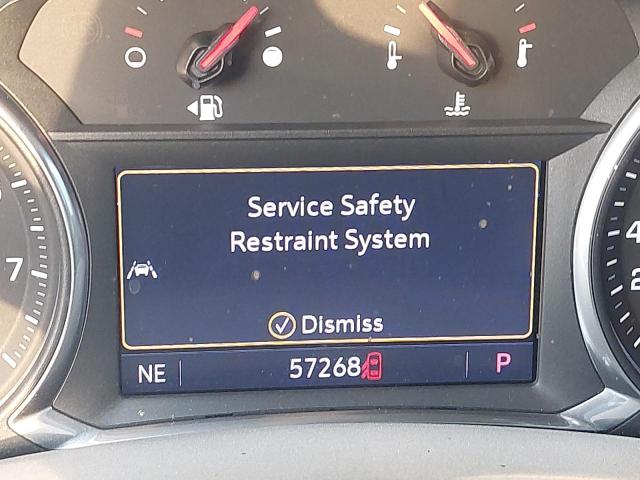 Service Safety
Restraint System
Dismiss
NE
57268
P
7
4
2